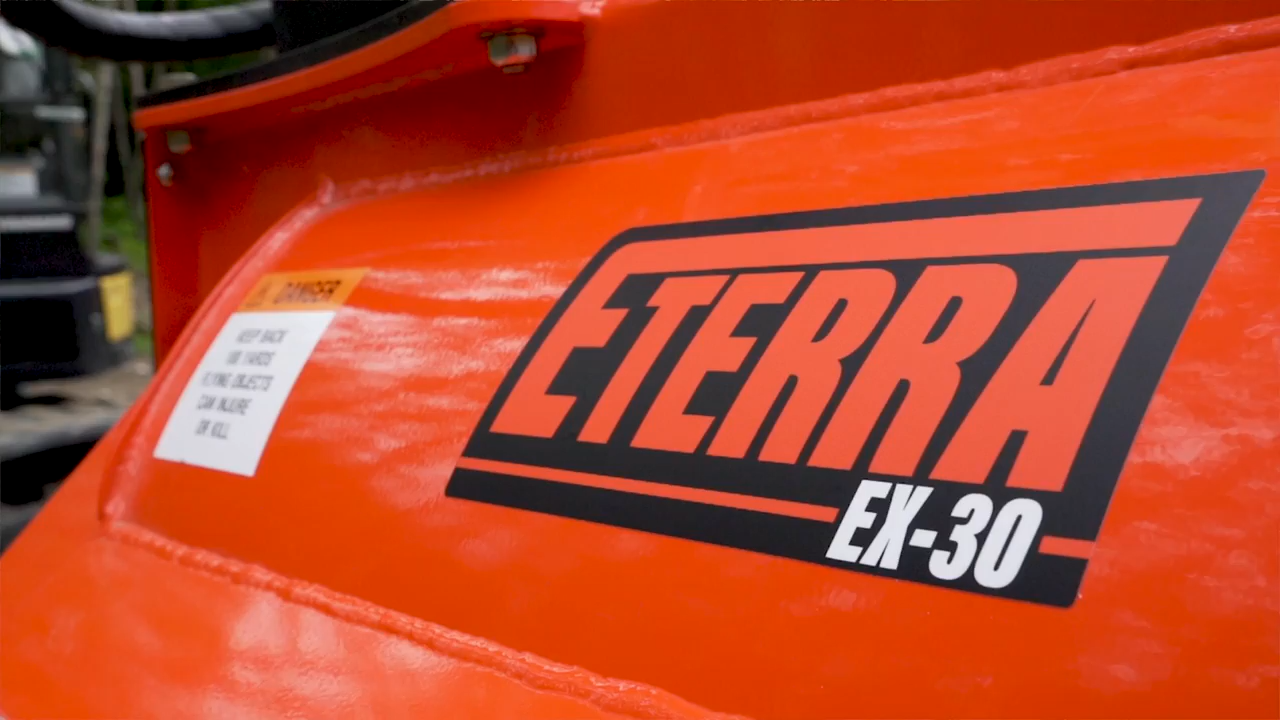 DANGER
KEEP BACK
100 YARDS
FLYING OBJECTS
CAN INJURE
OR KILL
ETERRA
EX-30